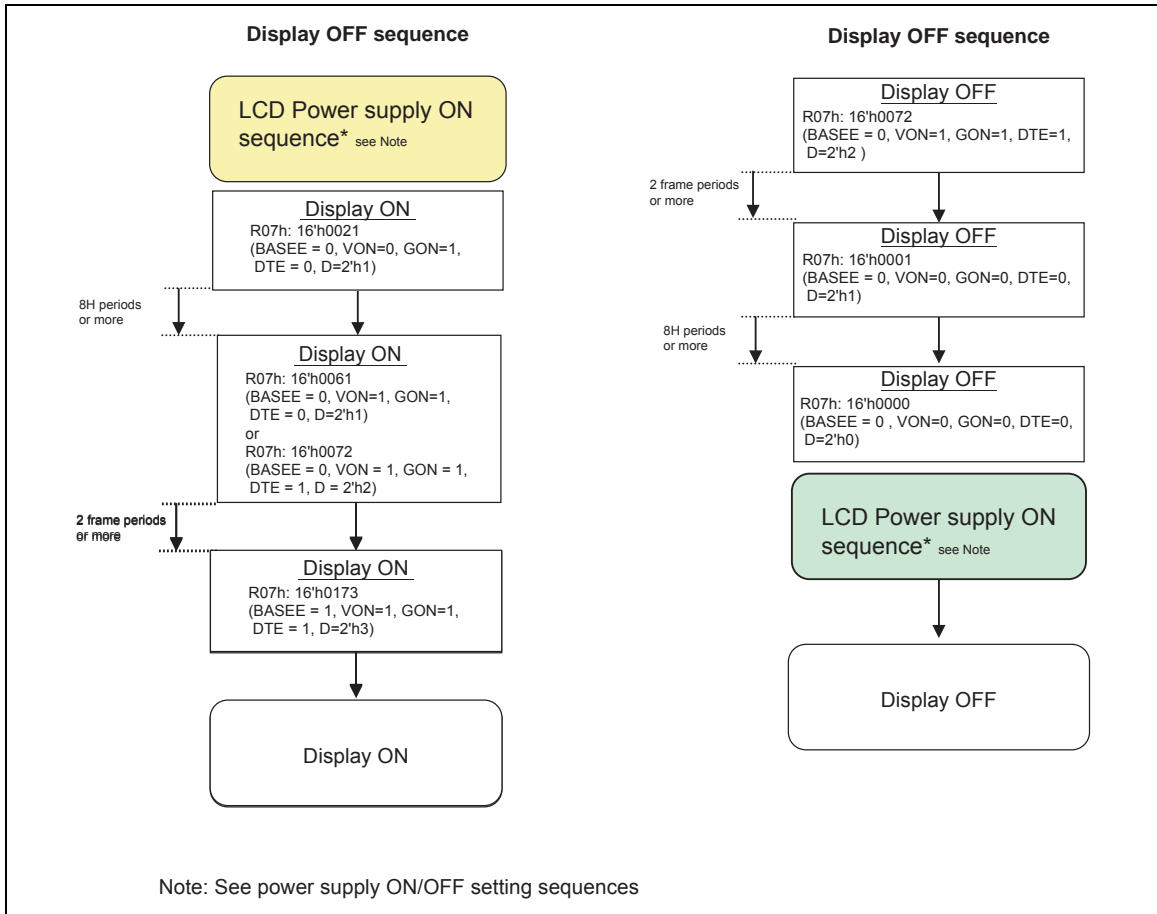 Display OFF sequence
LCD Power supply ON
sequence* see Note
Display ON
R07h: 16'h0021
(BASEE = 0, VON=0, GON=1,
DTE = 0, D=2'h1)
8H periods
or more
Display ON
R07h: 16'h0061
(BASEE = 0, VON=1, GON=1,
DTE = 0, D=2'h1)
or
R07h: 16'h0072
(BASEE = 0, VON = 1, GON = 1,
DTE = 1, D = 2'h2)
2 frame periods
or more
Display ON
R07h: 16'h0173
(BASEE = 1, VON=1, GON=1,
DTE = 1, D=2'h3)
Display ON
Display OFF sequence
Display OFF
R07h: 16'h0072
(BASEE = 0, VON=1, GON=1, DTE=1,
D=2'h2 )
2 frame periods
or more
Display OFF
R07h: 16'h0001
(BASEE = 0, VON=0, GON=0, DTE=0,
D=2'h1)
8H periods
or more
Display OFF
R07h: 16'h0000
(BASEE = 0 , VON=0, GON=0, DTE=0,
D=2'h0)
LCD Power supply ON
sequence* see Note
Display OFF
Note: See power supply ON/OFF setting sequences